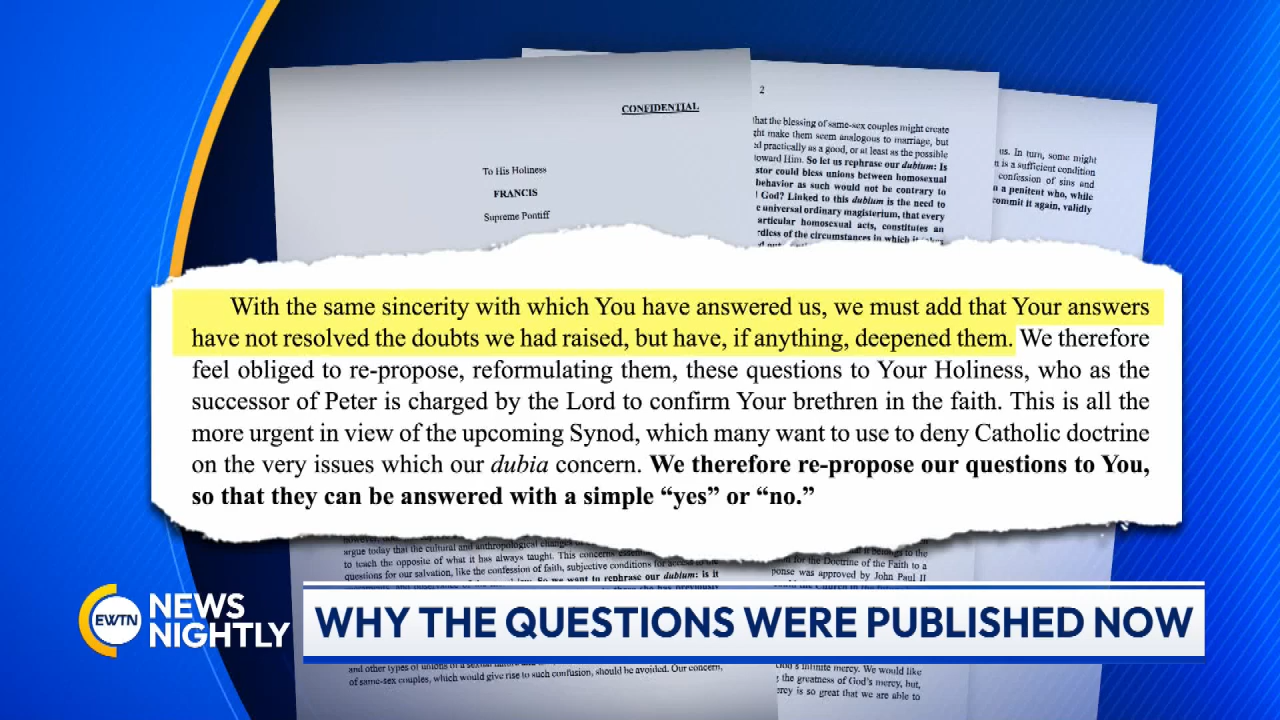 CONFIDENTIAL
To His Holiness
FRANCIS
Supreme Pontiff
2
that the blessing of same-sex couples might create
make them seem analogous to marriage, but
practically as a good, or at least as the possible
toward Him. So let us rephrase our dubium: Is
could bless unions between homosexual
behavior as such would not be contrary to
God? Linked to this dubium is the need to
universal ordinary magisterium, that every
articular homosexual acts, constitutes an
of the circumstances in which it
us. In turn, some might
is a sufficient condition
confession of sins and
a penitent who, while
commit it again, validly
With the same sincerity with which You have answered us, we must add that Your answers
have not resolved the doubts we had raised, but have, if anything, deepened them. We therefore
feel obliged to re-propose, reformulating them, these questions to Your Holiness, who as the
successor of Peter is charged by the Lord to confirm Your brethren in the faith. This is all the
more urgent in view of the upcoming Synod, which many want to use to deny Catholic doctrine
on the very issues which our dubia concern. We therefore re-propose our questions to You,
so that they can be answered with a simple “yes” or “no.”
argue today that the cultural and anthropological changes
to teach the opposite of what it has always taught. This concerns
questions for our salvation, like the confession of faith, subjective conditions for access to the
So we want to rephrase our dubium: is it
it belongs to the
for the Doctrine of the Faith to a
was approved by John Paul II
EWTN
NEWS
NIGHTLY
WHY THE QUESTIONS WERE PUBLISHED NOW
and other types of unions of a sexual nature
of same-sex couples, which would give rise to such confusion, should be avoided. Our concern,
God's infinite mercy. We would like
the greatness of God's mercy, but,
mercy is so great that we are able to